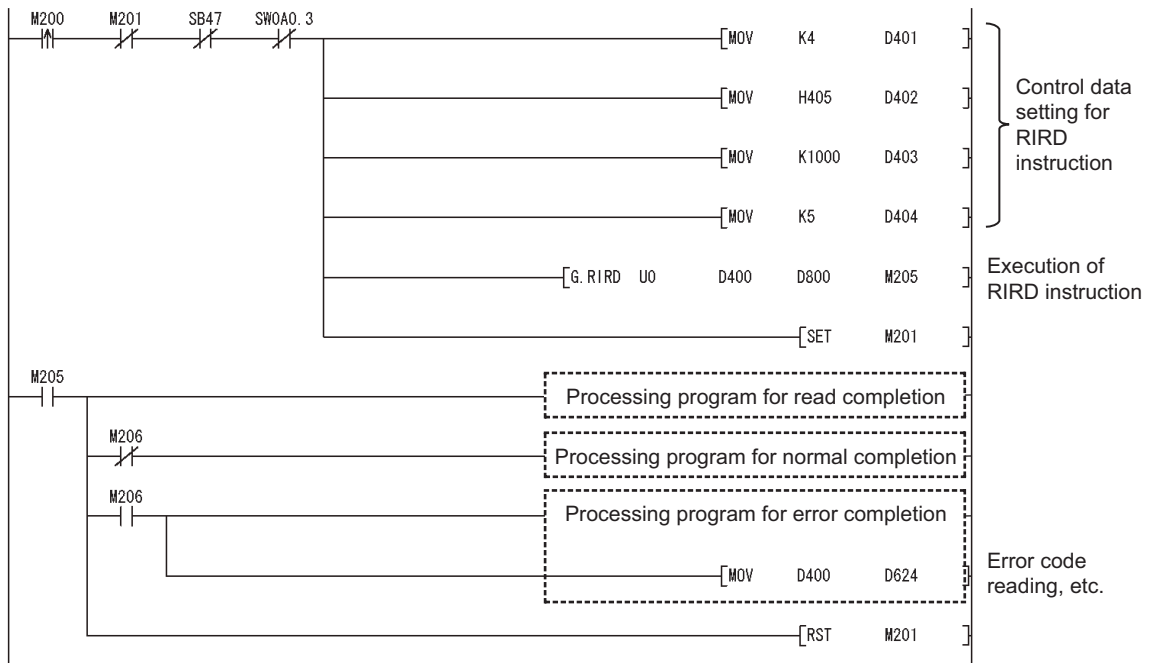 M200 M201 SB47 SW0A0.3
MOV K4 D401
MOV H405 D402
MOV K1000 D403
MOV K5 D404
Control data
setting for
RIRD
instruction
G.RIRD U0 D400 D800 M205
Execution of
RIRD instruction
SET M201
M205
Processing program for read completion
M206
Processing program for normal completion
M206
Processing program for error completion
MOV D400 D624
Error code
reading, etc.
RST M201